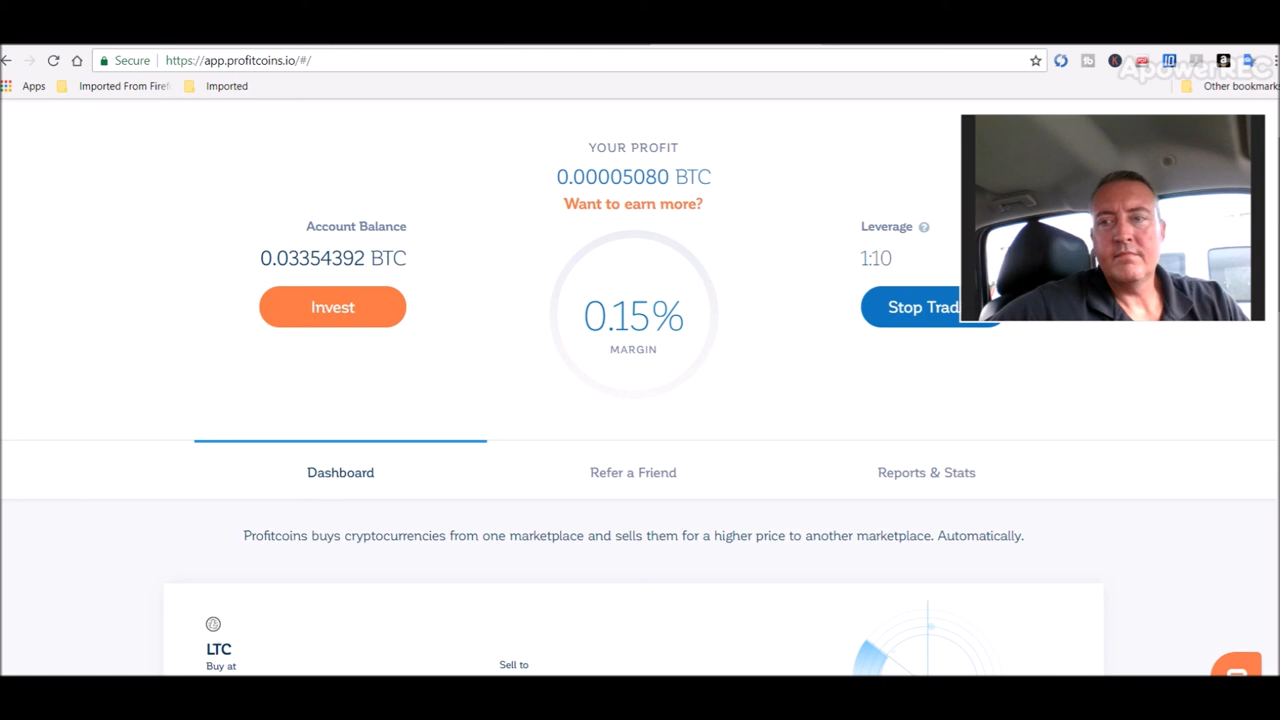 ApowerREC
Secure https://app.profitcoins.io/#/
Apps Imported From Firef Imported Other bookmark
YOUR PROFIT
0.00005080 BTC
Want to earn more?
Account Balance
0.03354392 BTC
Invest
0.15%
MARGIN
Leverage ?
1:10
Stop Trad
Dashboard Refer a Friend Reports & Stats
Profitcoins buys cryptocurrencies from one marketplace and sells them for a higher price to another marketplace. Automatically.
LTC
Buy at Sell to